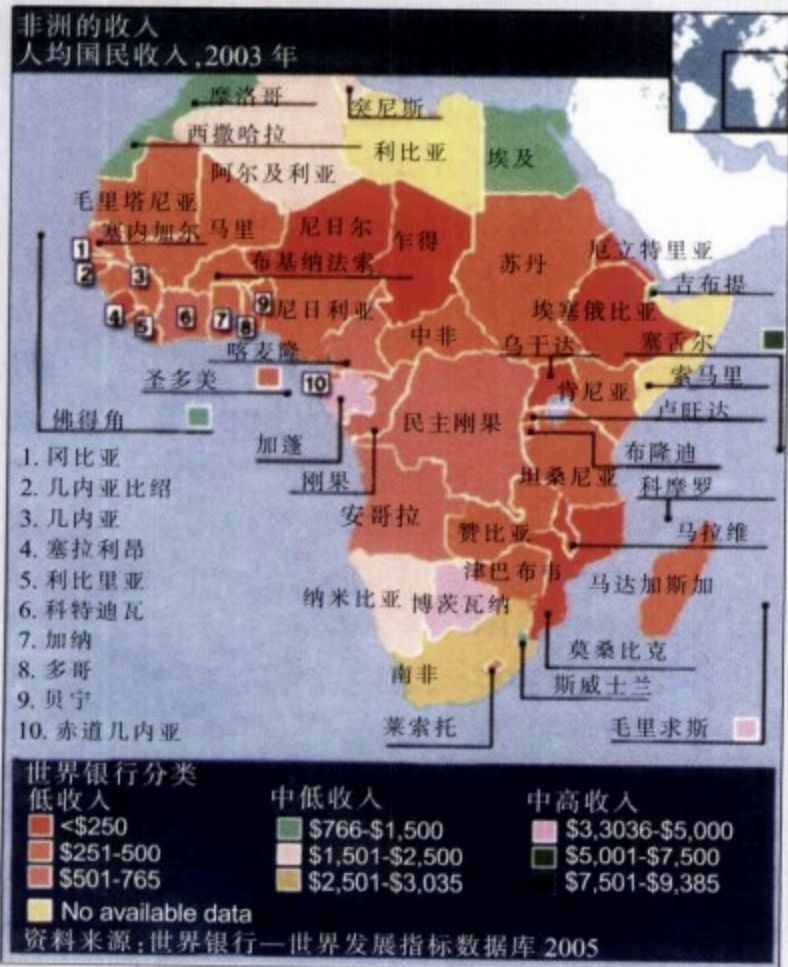 非洲的收入
人均国民收入,2003 年
摩洛哥
突尼斯
西撒哈拉
利比亚
埃及
阿尔及利亚
毛里塔尼亚
塞内加尔
马里
尼日尔
乍得
苏丹
厄立特里亚
布基纳法索
吉布提
1
2
3
4
5
6
7
8
9
尼日利亚
埃塞俄比亚
中非
乌干达
塞舌尔
喀麦隆
圣多美
10
肯尼亚
索马里
佛得角
加蓬
民主刚果
卢旺达
刚果
布隆迪
坦桑尼亚
科摩罗
安哥拉
赞比亚
马拉维
津巴布韦
马达加斯加
纳米比亚
博茨瓦纳
莫桑比克
南非
斯威士兰
莱索托
毛里求斯
1. 冈比亚
2. 几内亚比绍
3. 几内亚
4. 塞拉利昂
5. 利比里亚
6. 科特迪瓦
7. 加纳
8. 多哥
9. 贝宁
10. 赤道几内亚
世界银行分类
低收入
<$250
$251-500
$501-765
No available data
中低收入
$766-$1,500
$1,501-$2,500
$2,501-$3,035
中高收入
$3,3036-$5,000
$5,001-$7,500
$7,501-$9,385
资料来源:世界银行—世界发展指标数据库 2005